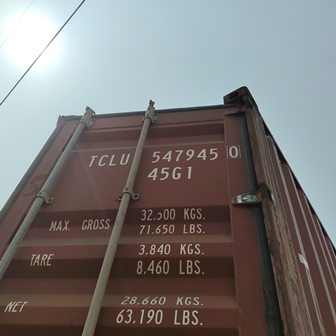 TCLU 547945 0
45G1
MAX. GROSS 32.500 KGS.
71.650 LBS.
TARE 3.840 KGS.
8.460 LBS.
NET 28.660 KGS.
63.190 LBS.